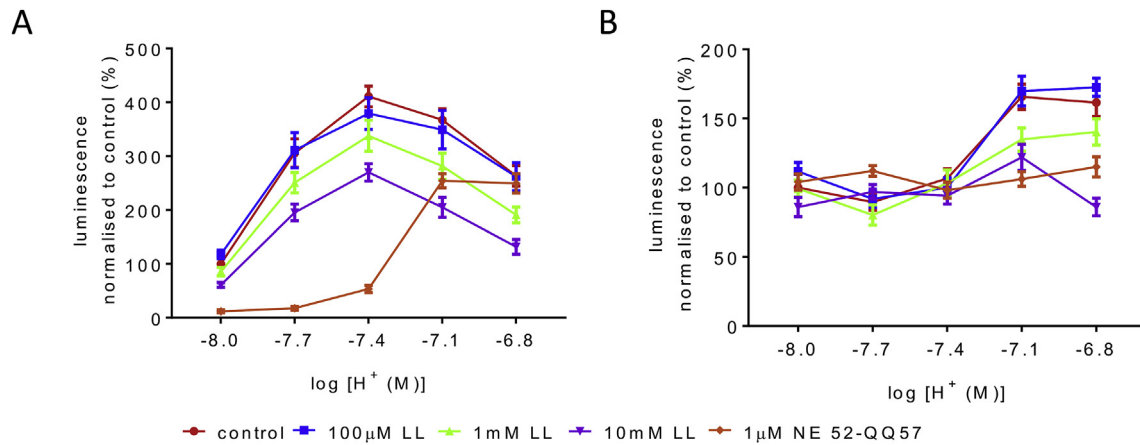 A
B
luminescence
normalised to control (%)
500
400
300
200
100
0
-8.0 -7.7 -7.4 -7.1 -6.8
log [H+ (M)]
luminescence
normalised to control (%)
200
150
100
50
0
-8.0 -7.7 -7.4 -7.1 -6.8
log [H+ (M)]
control 100μM LL 1mM LL 10mM LL 1μM NE 52-QQ57